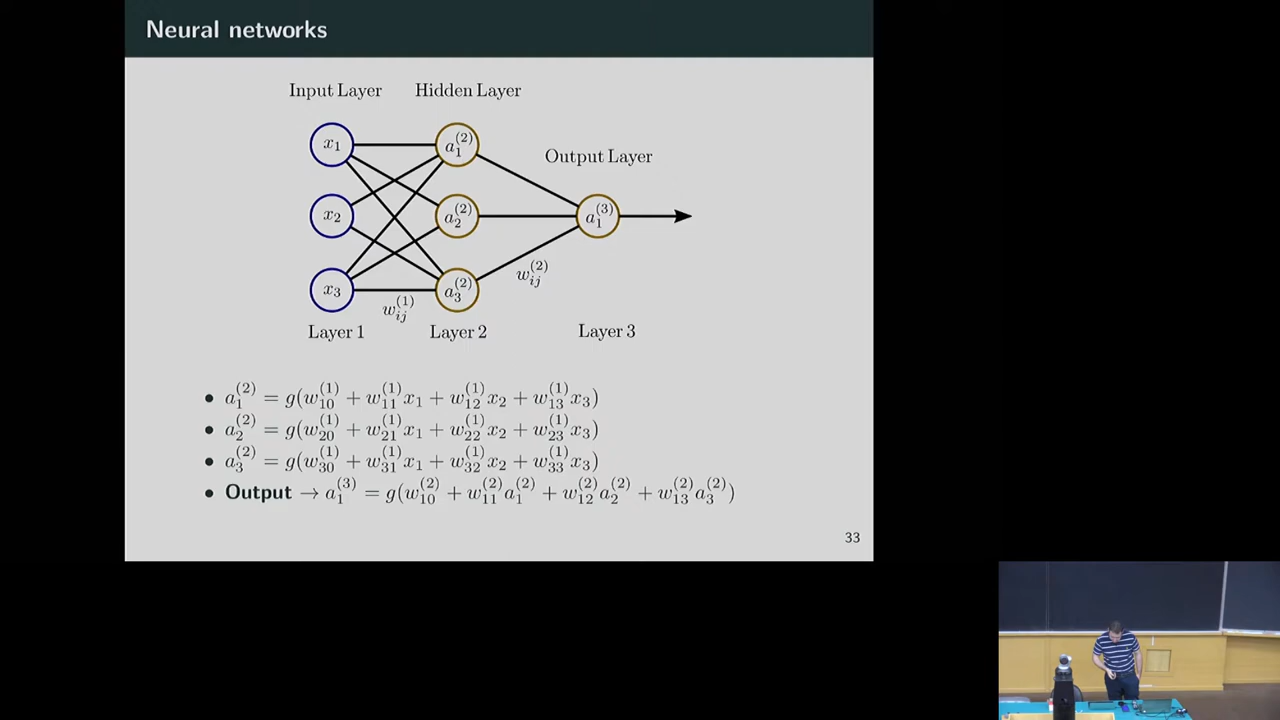 Neural networks
Input Layer Hidden Layer
x₁ a₁⁽²⁾
Output Layer
x₂ a₂⁽²⁾ a₁⁽³⁾
x₃ a₃⁽²⁾ w_{ij}⁽²⁾
w_{ij}⁽¹⁾
Layer 1 Layer 2 Layer 3
• a₁⁽²⁾ = g(w₁₀⁽¹⁾ + w₁₁⁽¹⁾x₁ + w₁₂⁽¹⁾x₂ + w₁₃⁽¹⁾x₃)
• a₂⁽²⁾ = g(w₂₀⁽¹⁾ + w₂₁⁽¹⁾x₁ + w₂₂⁽¹⁾x₂ + w₂₃⁽¹⁾x₃)
• a₃⁽²⁾ = g(w₃₀⁽¹⁾ + w₃₁⁽¹⁾x₁ + w₃₂⁽¹⁾x₂ + w₃₃⁽¹⁾x₃)
• Output → a₁⁽³⁾ = g(w₁₀⁽²⁾ + w₁₁⁽²⁾a₁⁽²⁾ + w₁₂⁽²⁾a₂⁽²⁾ + w₁₃⁽²⁾a₃⁽²⁾)
33